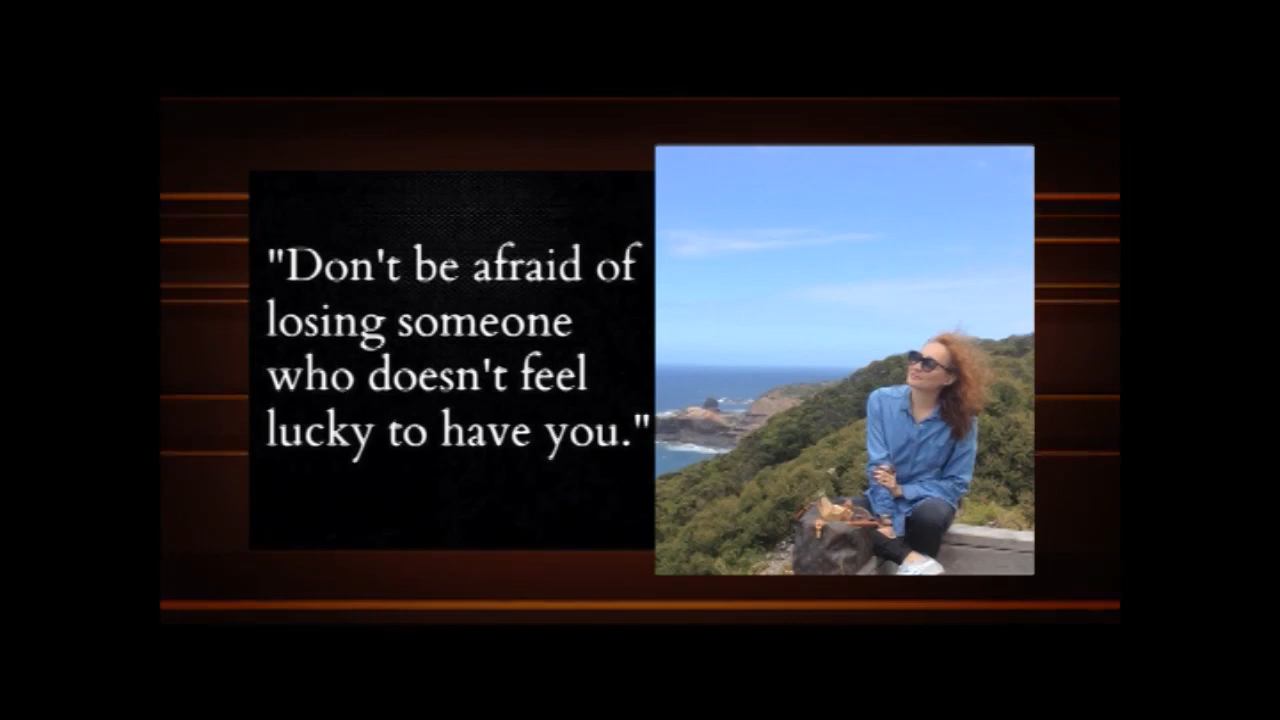 "Don't be afraid of
losing someone
who doesn't feel
lucky to have you."